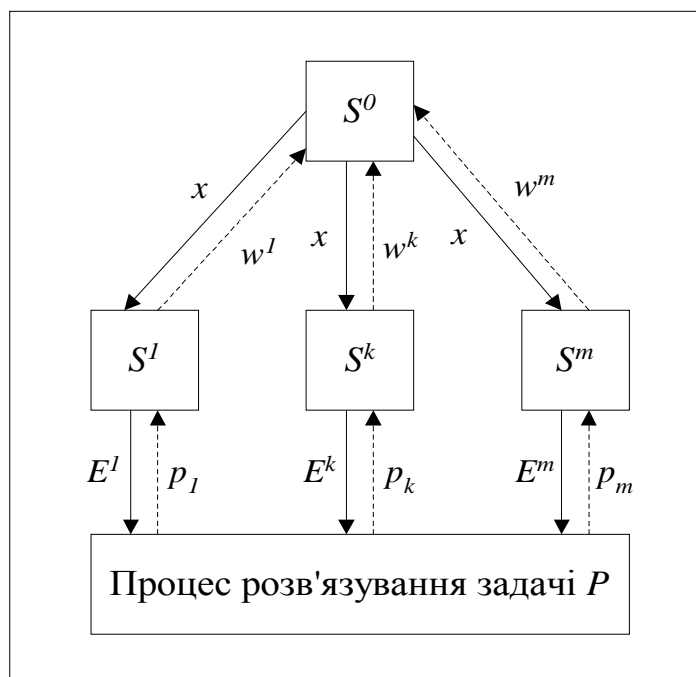 S⁰
x
w¹
x
wᵏ
x
wᵐ
S¹
Sᵏ
Sᵐ
E¹
p₁
Eᵏ
pₖ
Eᵐ
pₘ
Процес розв'язування задачі P